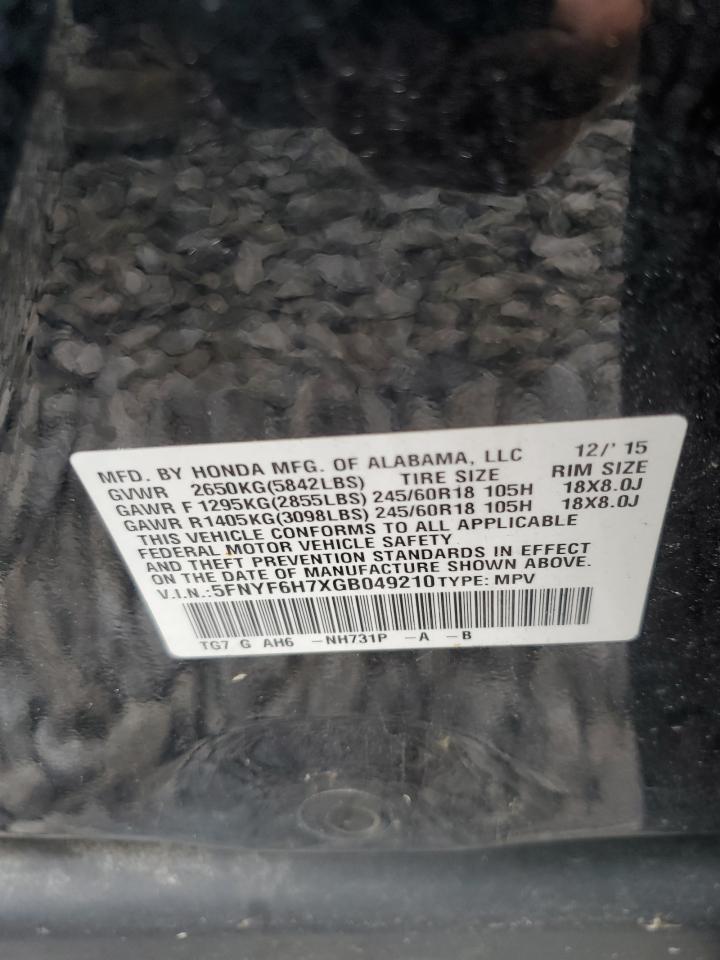 MFD. BY HONDA MFG. OF ALABAMA, LLC 12/' 15
GVWR 2650KG(5842LBS) TIRE SIZE RIM SIZE
GAWR F 1295KG(2855LBS) 245/60R18 105H 18X8.0J
GAWR R1405KG(3098LBS) 245/60R18 105H 18X8.0J
THIS VEHICLE CONFORMS TO ALL APPLICABLE
FEDERAL MOTOR VEHICLE SAFETY
AND THEFT PREVENTION STANDARDS IN EFFECT
ON THE DATE OF MANUFACTURE SHOWN ABOVE.
V.I.N.:5FNYF6H7XGB049210TYPE: MPV
TG7 G AH6 -NH731P -A -B